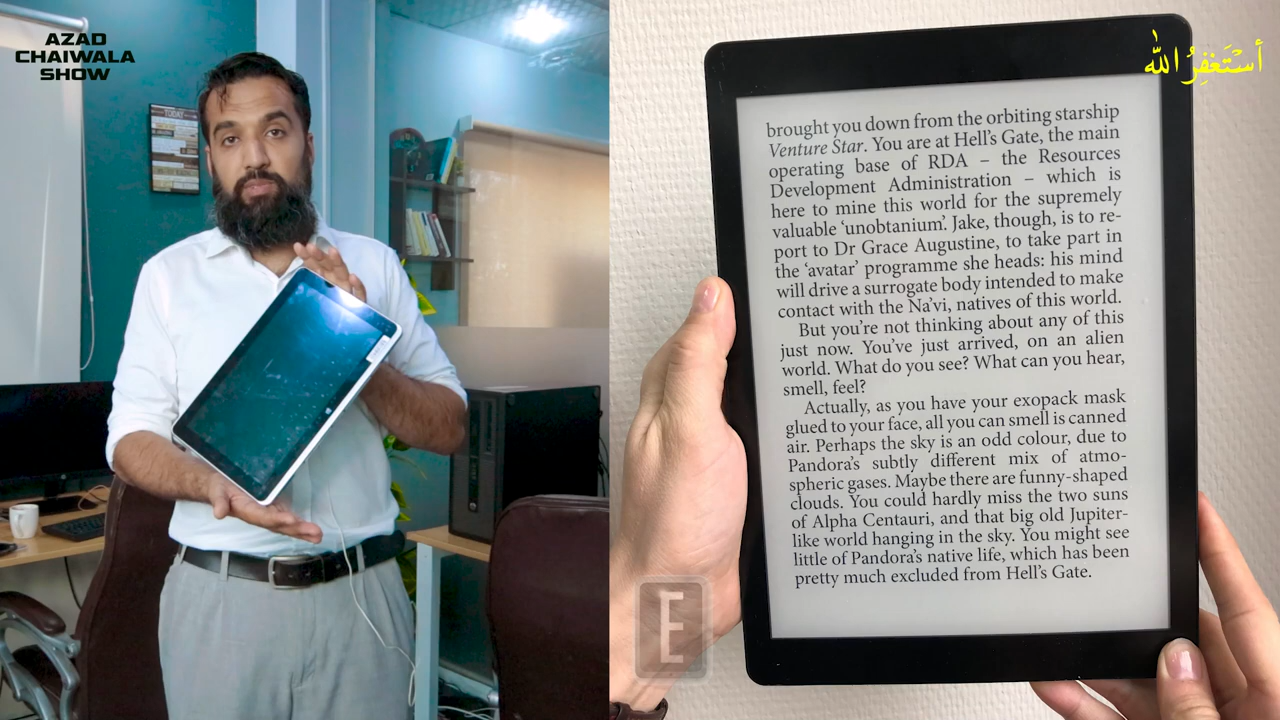 AZAD
CHAIWALA
SHOW
TODAY
أَسْتَغْفِرُ اللّٰه
brought you down from the orbiting starship
Venture Star. You are at Hell's Gate, the main
operating base of RDA – the Resources
Development Administration – which is
here to mine this world for the supremely
valuable ‘unobtanium’. Jake, though, is to re-
port to Dr Grace Augustine, to take part in
the ‘avatar’ programme she heads: his mind
will drive a surrogate body intended to make
contact with the Na’vi, natives of this world.
But you’re not thinking about any of this
just now. You’ve just arrived, on an alien
world. What do you see? What can you hear,
smell, feel?
Actually, as you have your exopack mask
glued to your face, all you can smell is canned
air. Perhaps the sky is an odd colour, due to
Pandora’s subtly different mix of atmo-
spheric gases. Maybe there are funny-shaped
clouds. You could hardly miss the two suns
of Alpha Centauri, and that big old Jupiter-
like world hanging in the sky. You might see
little of Pandora’s native life, which has been
pretty much excluded from Hell’s Gate.
E